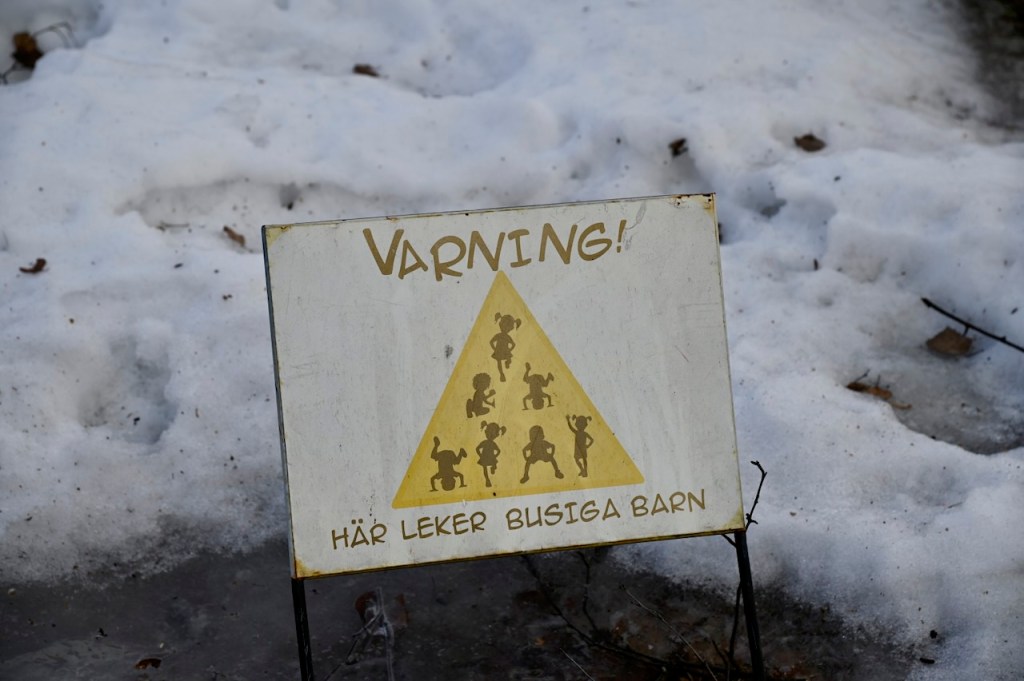 VARNING!
HÄR LEKER BUSIGA BARN